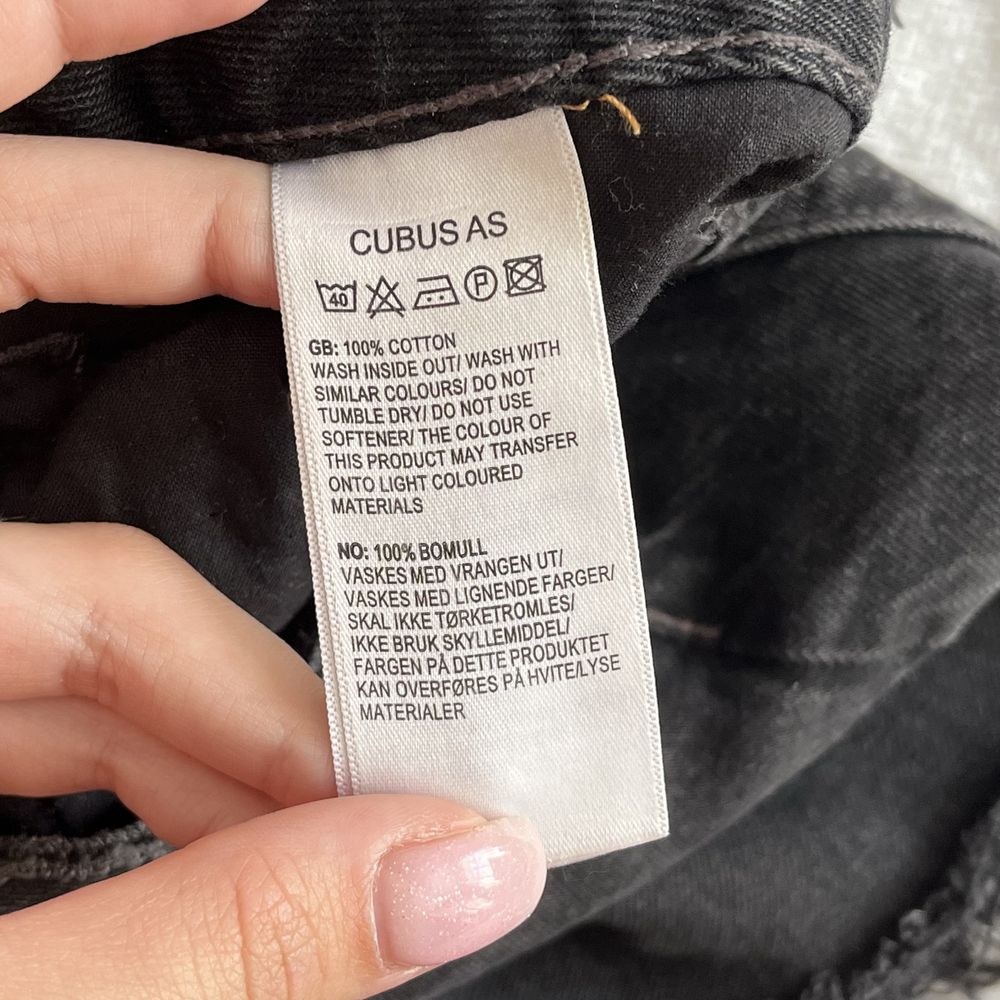 CUBUS AS
40 P
GB: 100% COTTON
WASH INSIDE OUT/ WASH WITH
SIMILAR COLOURS/ DO NOT
TUMBLE DRY/ DO NOT USE
SOFTENER/ THE COLOUR OF
THIS PRODUCT MAY TRANSFER
ONTO LIGHT COLOURED
MATERIALS
NO: 100% BOMULL
VASKES MED VRANGEN UT/
VASKES MED LIGNENDE FARGER/
SKAL IKKE TØRKETROMLES/
IKKE BRUK SKYLLEMIDDEL/
FARGEN PÅ DETTE PRODUKTET
KAN OVERFØRES PÅ HVITE/LYSE
MATERIALER